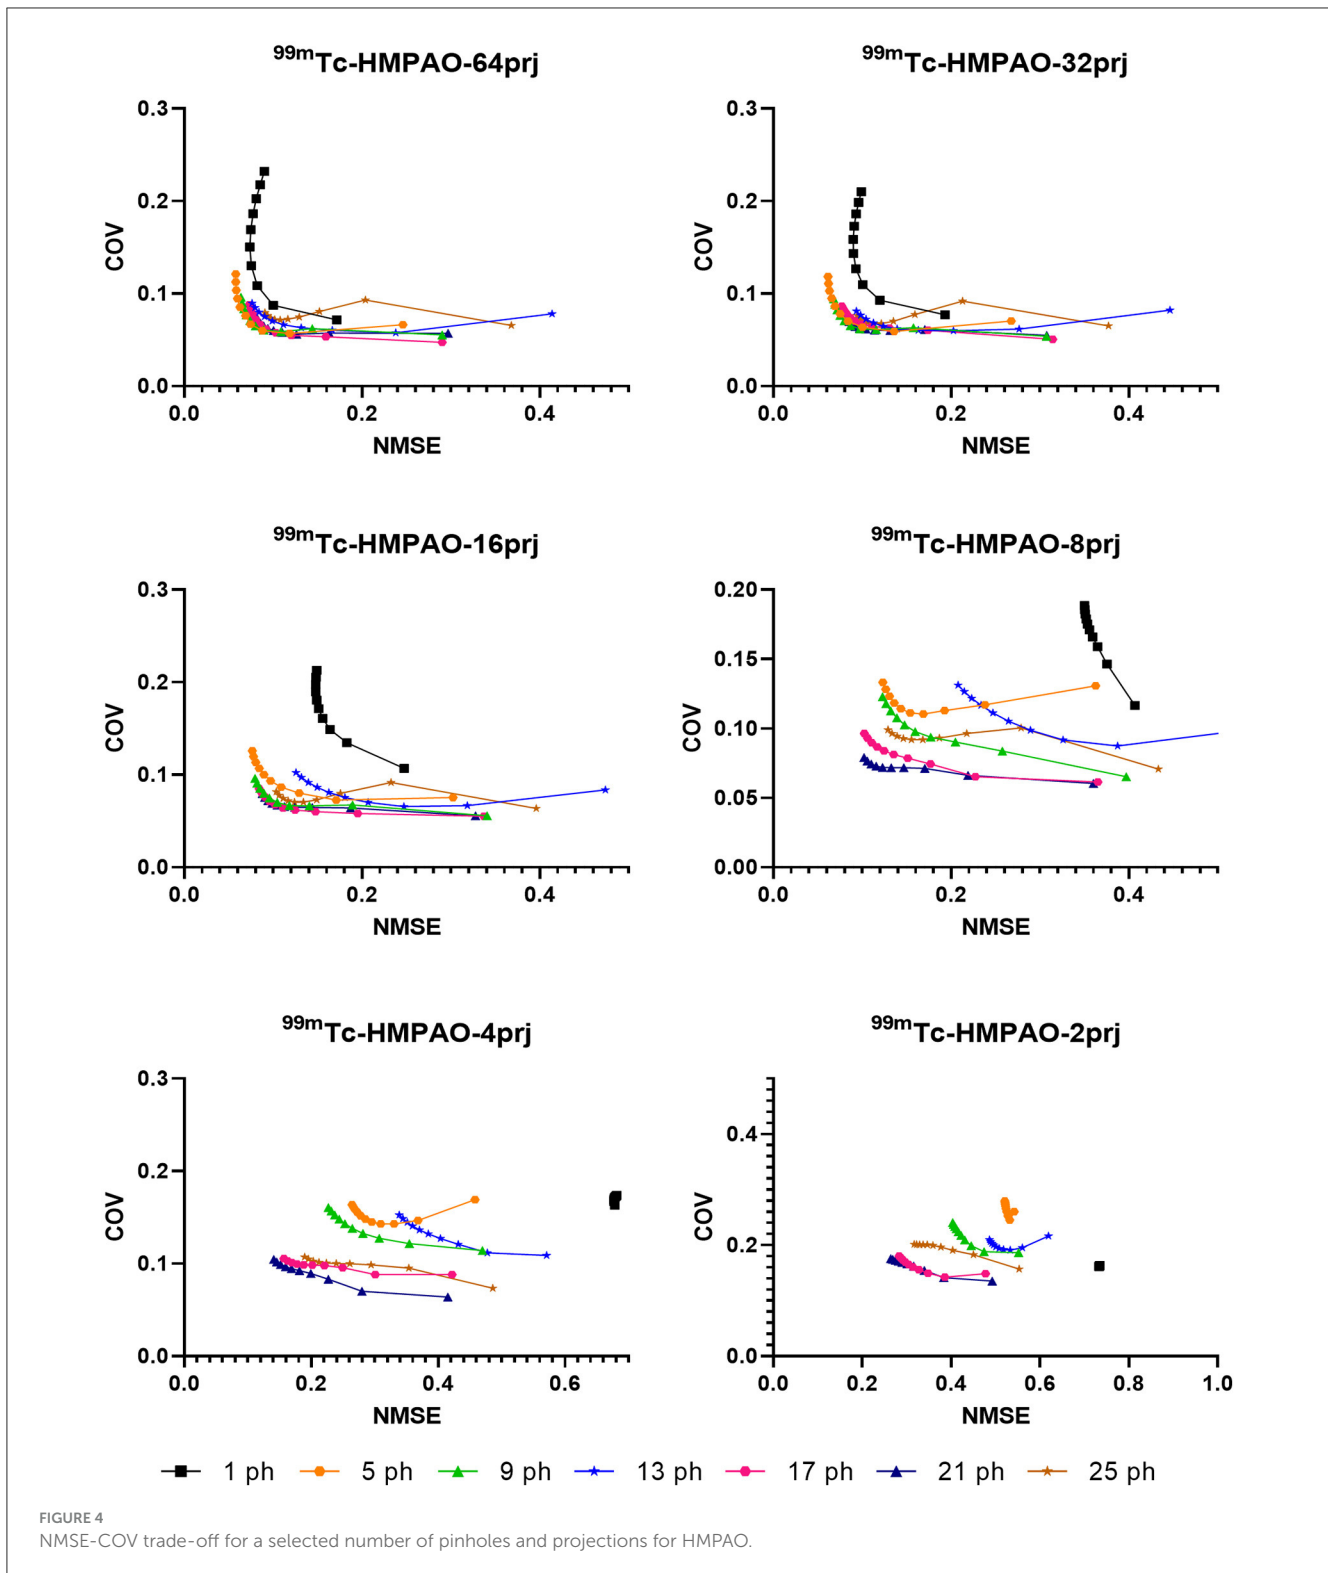 99mTc-HMPAO-64prj
0.3
0.2
0.1
0.0
COV
0.0 0.2 0.4
NMSE
99mTc-HMPAO-32prj
0.3
0.2
0.1
0.0
COV
0.0 0.2 0.4
NMSE
99mTc-HMPAO-16prj
0.3
0.2
0.1
0.0
COV
0.0 0.2 0.4
NMSE
99mTc-HMPAO-8prj
0.20
0.15
0.10
0.05
0.00
COV
0.0 0.2 0.4
NMSE
99mTc-HMPAO-4prj
0.3
0.2
0.1
0.0
COV
0.0 0.2 0.4 0.6
NMSE
99mTc-HMPAO-2prj
0.4
0.2
0.0
COV
0.0 0.2 0.4 0.6 0.8 1.0
NMSE
1 ph 5 ph 9 ph 13 ph 17 ph 21 ph 25 ph
FIGURE 4
NMSE-COV trade-off for a selected number of pinholes and projections for HMPAO.